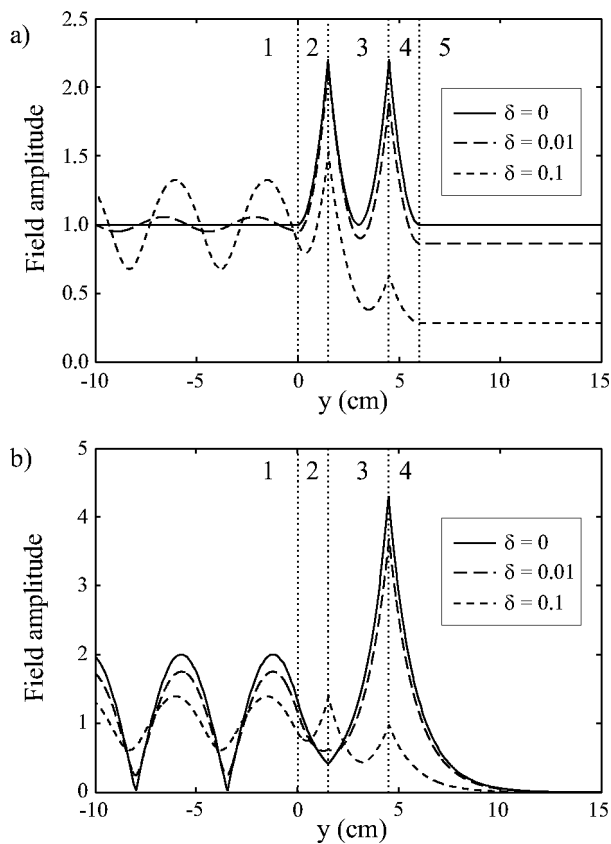 a)
1 2 3 4 5
2.5
2.0
1.5
1.0
0.5
0.0
Field amplitude
δ = 0
δ = 0.01
δ = 0.1
-10 -5 0 5 10 15
y (cm)
b)
1 2 3 4
5
4
3
2
1
0
Field amplitude
δ = 0
δ = 0.01
δ = 0.1
-10 -5 0 5 10 15
y (cm)